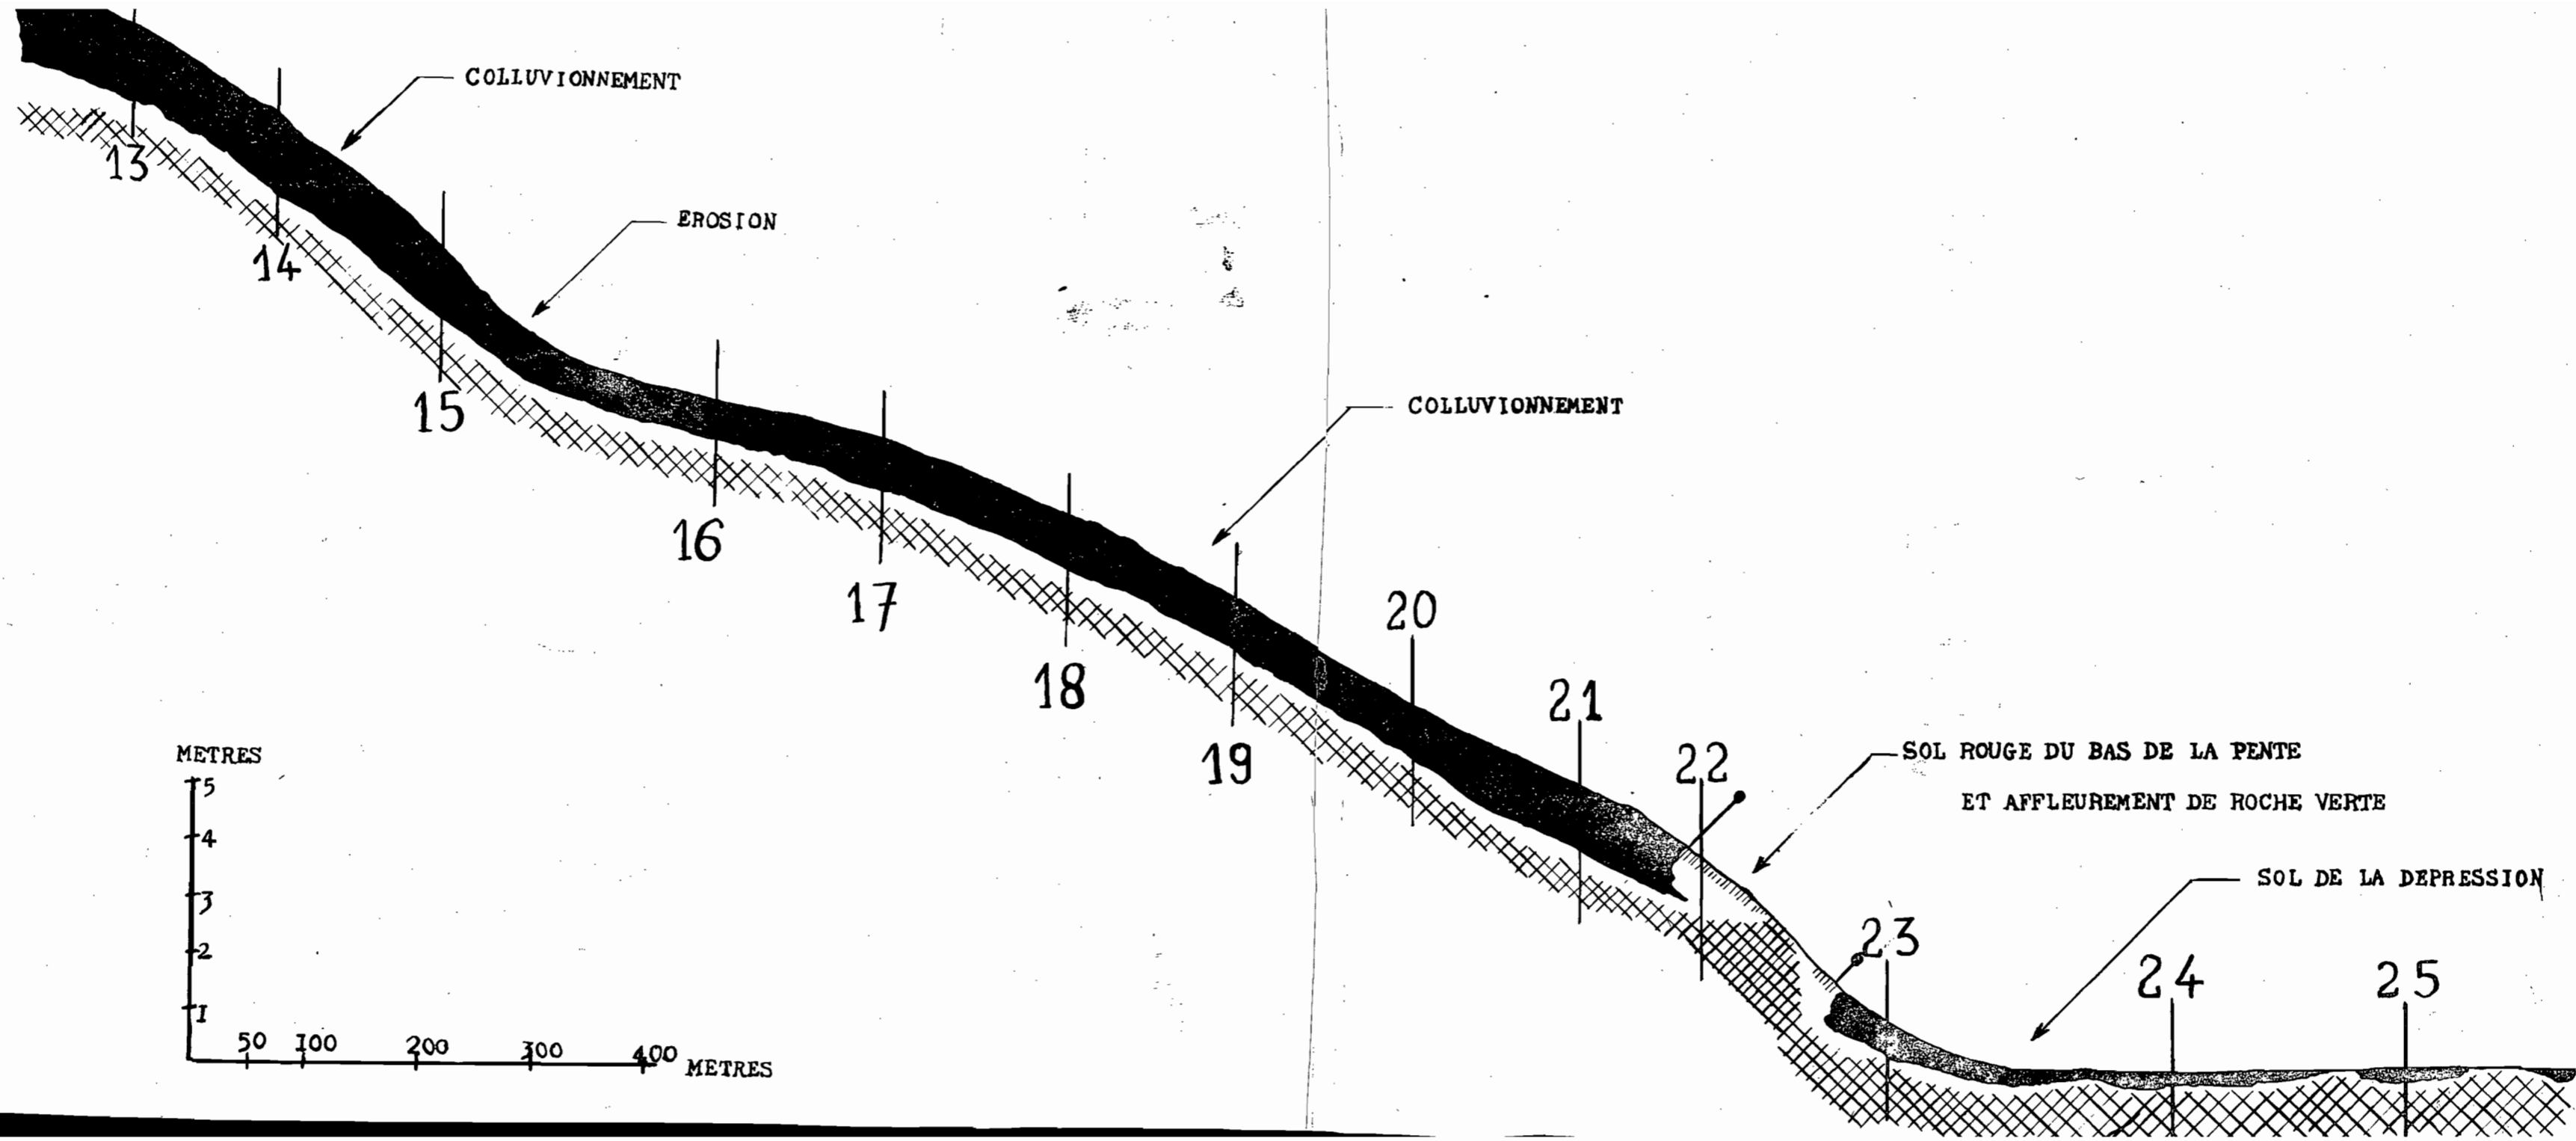 COLLUVIONNEMENT
13
EROSION
14
15
COLLUVIONNEMENT
16
17
20
18
21
19
22
SOL ROUGE DU BAS DE LA PENTE
ET AFFLEUREMENT DE ROCHE VERTE
SOL DE LA DEPRESSION
23
24
25
METRES
5
4
3
2
I
50 I00 200 300 400 METRES